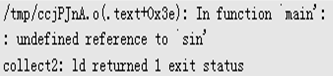 /tmp/ccjPJnA.o(.text+0x3e): In function `main':
: undefined reference to `sin'
collect2: ld returned 1 exit status